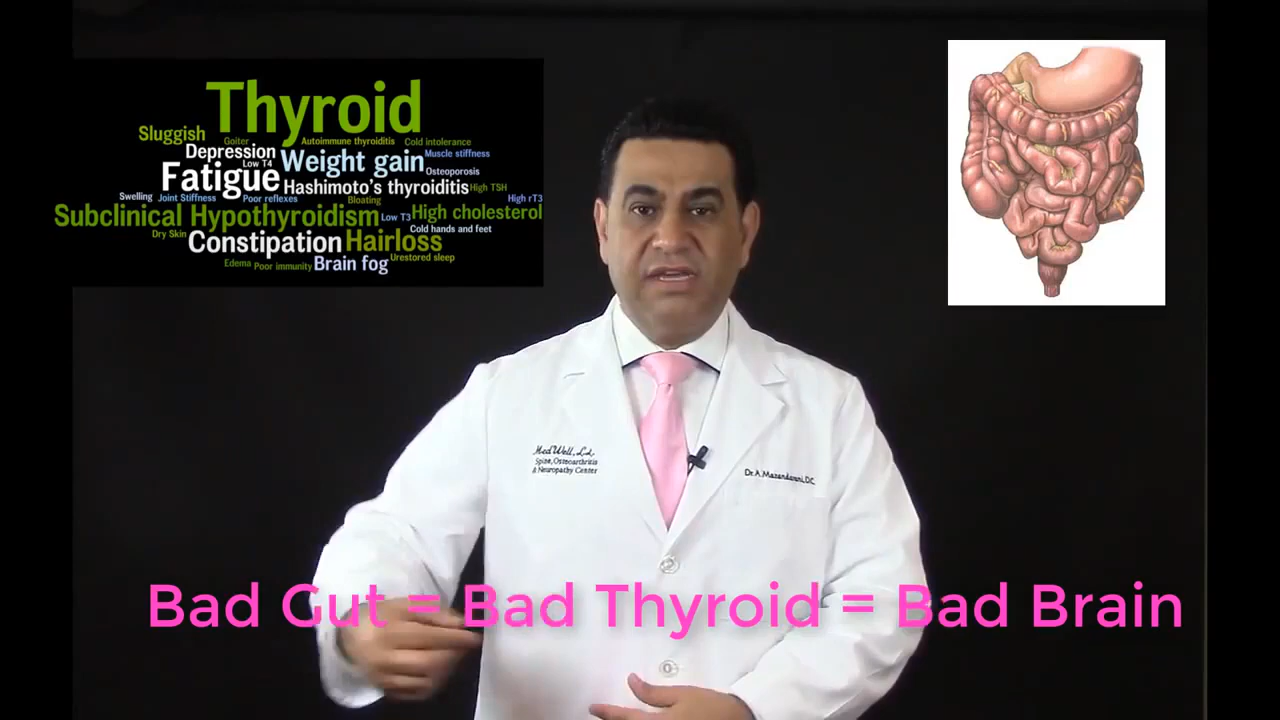 Thyroid
Sluggish Goiter Autoimmune thyroiditis Cold intolerance
Depression Low T4 Weight gain Muscle stiffness
Fatigue Hashimoto's thyroiditis Osteoporosis High TSH
Swelling Joint Stiffness Poor reflexes Bloating High rT3
Subclinical Hypothyroidism Low T3 High cholesterol
Dry Skin Constipation Hairloss Cold hands and feet
Edema Poor immunity Brain fog Unrestored sleep
MedWell, L.L.
Spine, Osteoarthritis
& Neuropathy Center
Dr. A. Mazandarani, D.C.
Bad Gut = Bad Thyroid = Bad Brain